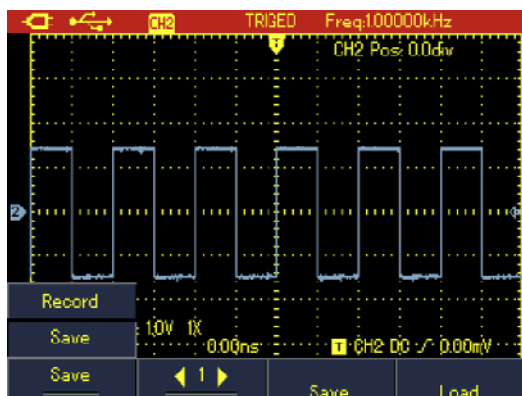 CH2 TRIGED Freq:1.00000kHz
T
CH2 Pos: 0.0div
2
Record
Save
1.0V 1X
0.00ns T CH2 DC 0.00mV
Save 1 Save Load